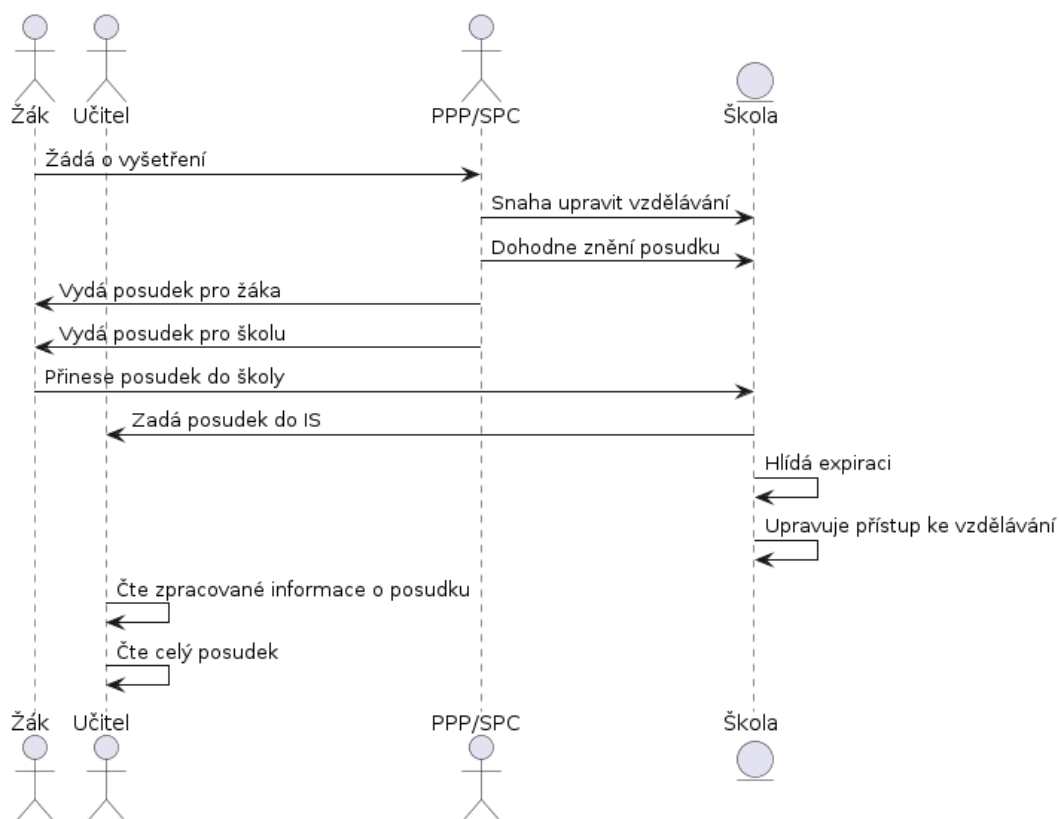 Žák Učitel PPP/SPC Škola
Žádá o vyšetření
Snaha upravit vzdělávání
Dohodne znění posudku
Vydá posudek pro žáka
Vydá posudek pro školu
Přinese posudek do školy
Zadá posudek do IS
Hlídá expiraci
Upravuje přístup ke vzdělávání
Čte zpracované informace o posudku
Čte celý posudek
Žák Učitel PPP/SPC Škola